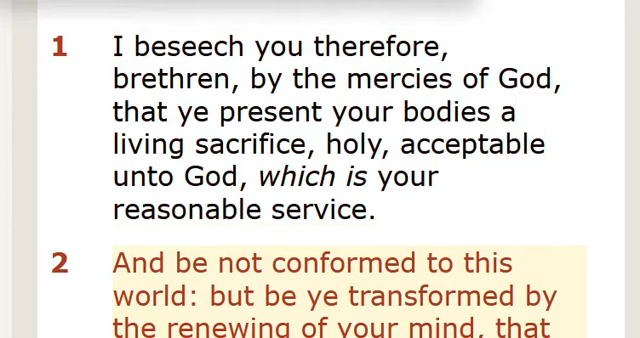 1 I beseech you therefore,
brethren, by the mercies of God,
that ye present your bodies a
living sacrifice, holy, acceptable
unto God, which is your
reasonable service.
2 And be not conformed to this
world: but be ye transformed by
the renewing of your mind, that